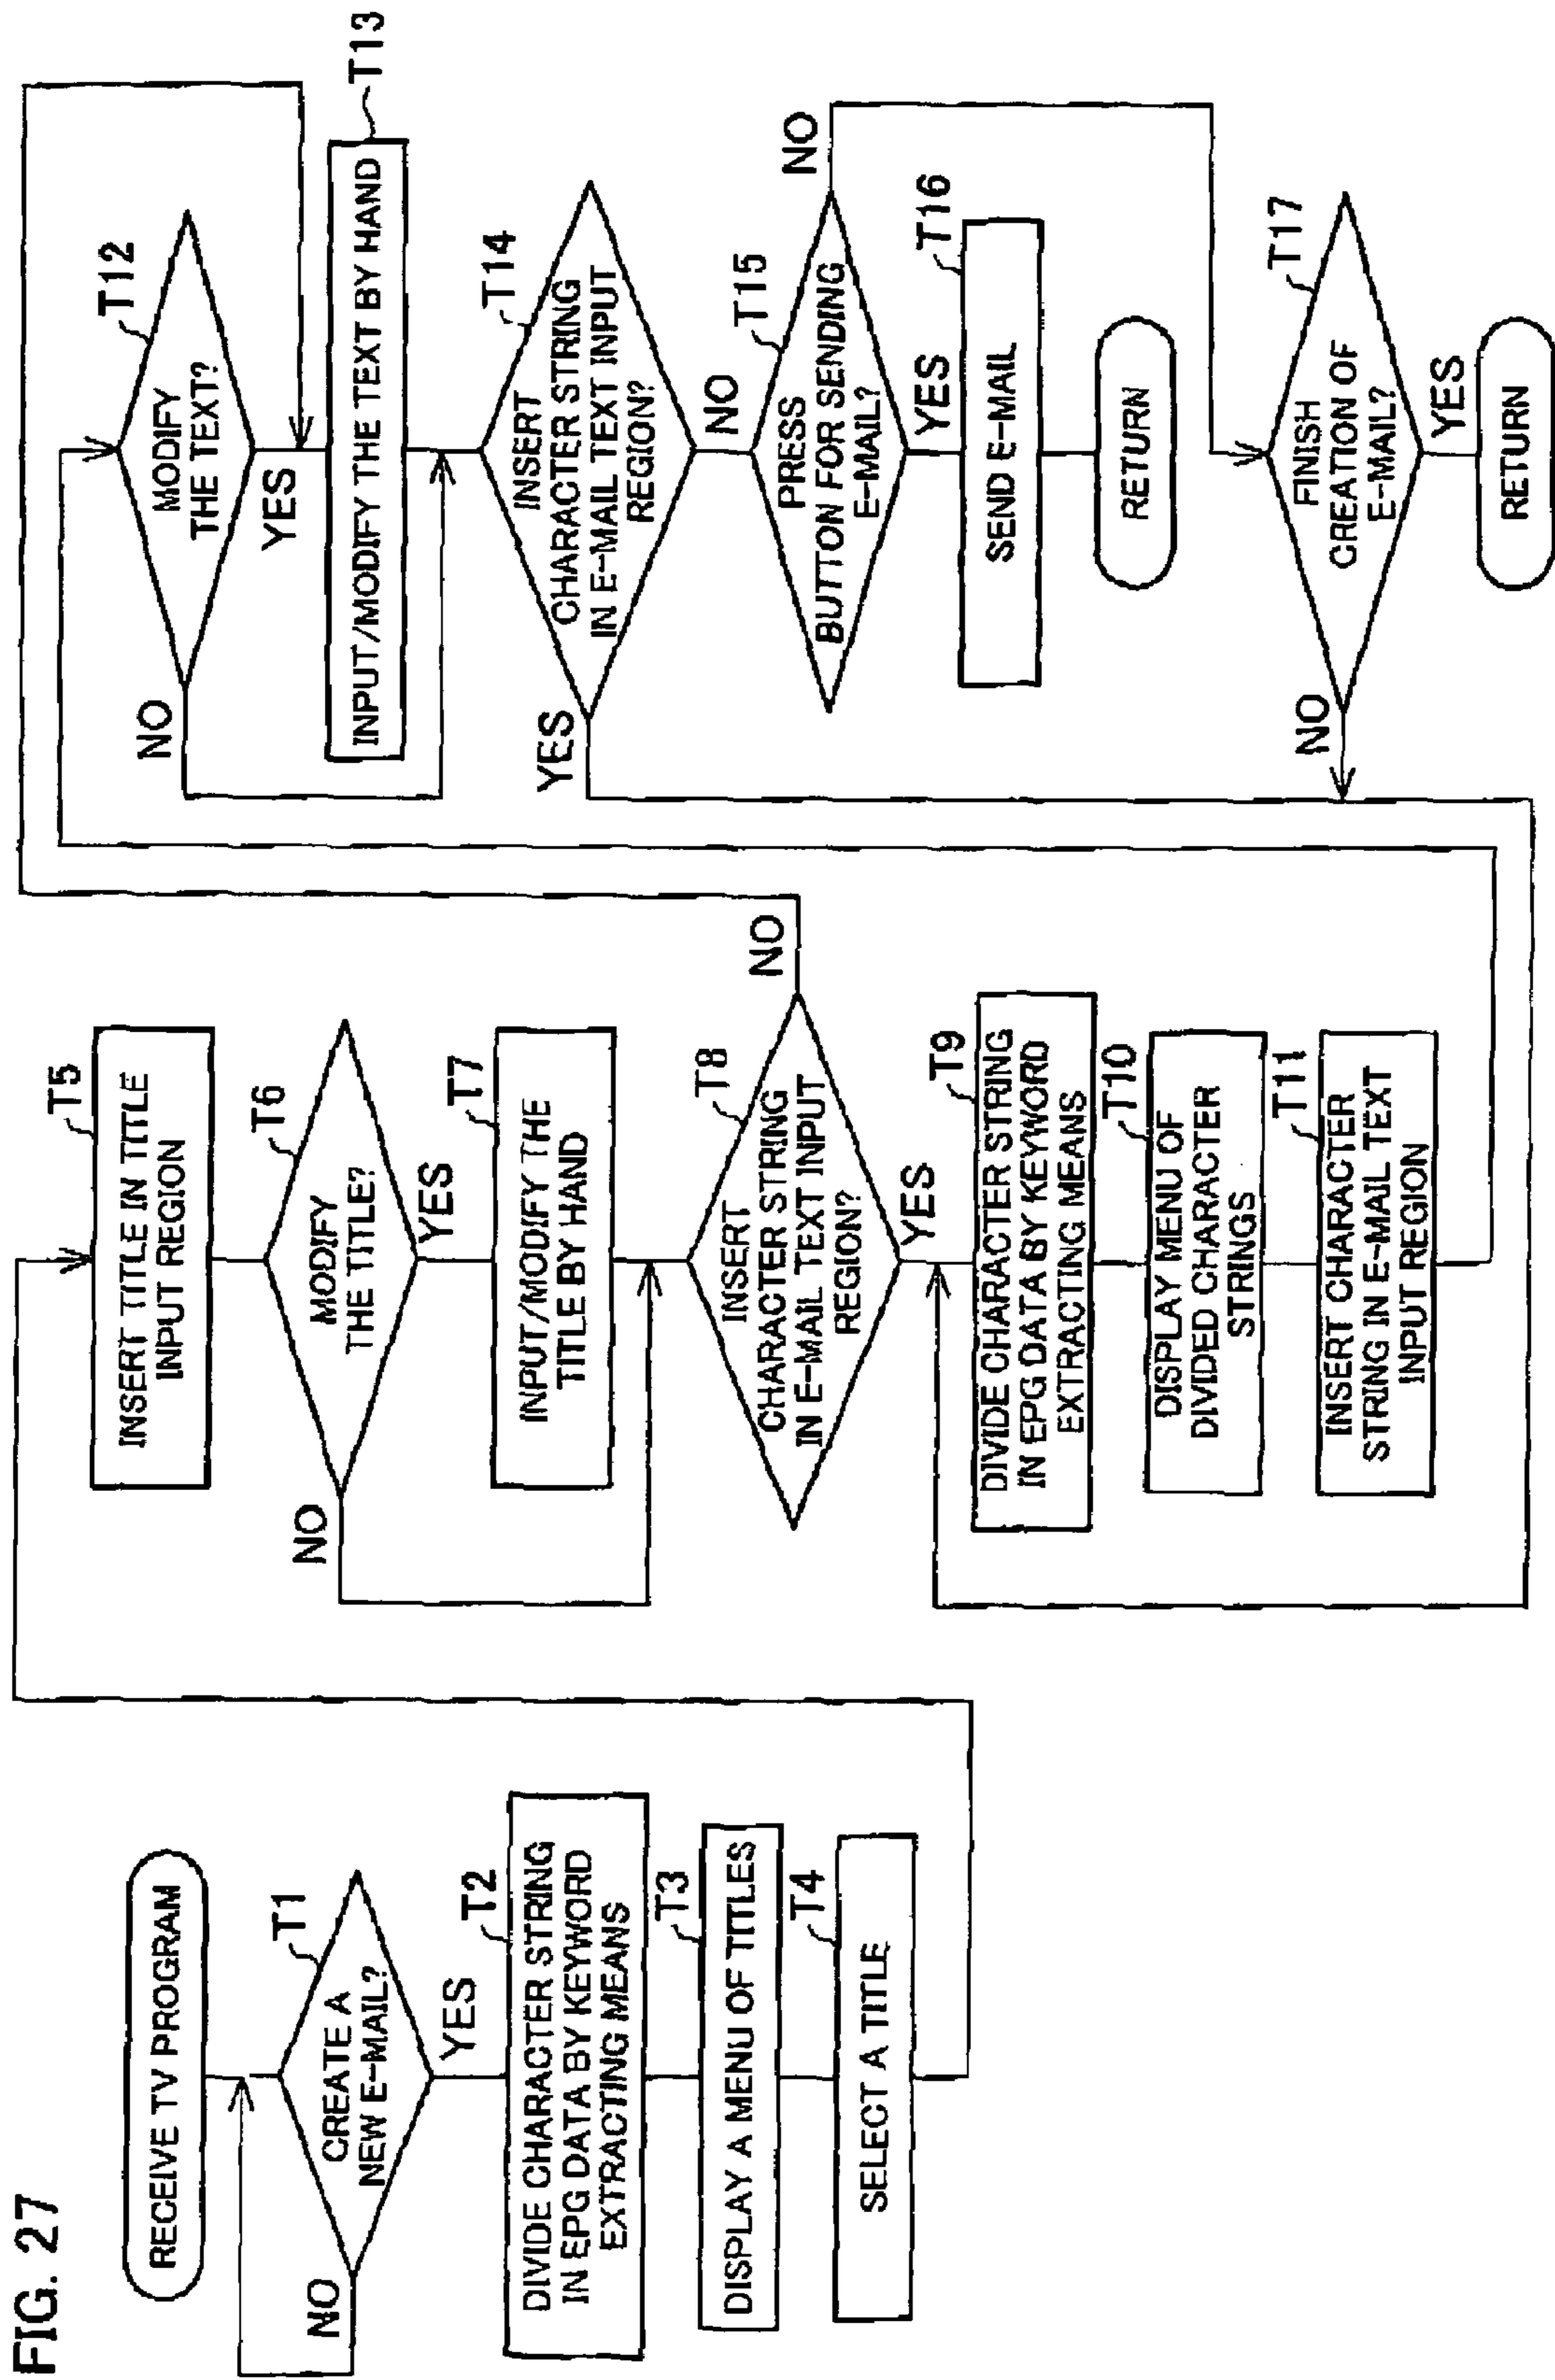 FIG. 27
RECEIVE TV PROGRAM
T1
CREATE A
NEW E-MAIL?
NO
YES
T2
DIVIDE CHARACTER STRING
IN EPG DATA BY KEYWORD
EXTRACTING MEANS
T3
DISPLAY A MENU OF TITLES
T4
SELECT A TITLE
T5
INSERT TITLE IN TITLE
INPUT REGION
T6
MODIFY
THE TITLE?
NO
YES
T7
INPUT/MODIFY THE
TITLE BY HAND
T8
INSERT
CHARACTER STRING
IN E-MAIL TEXT INPUT
REGION?
NO
YES
T9
DIVIDE CHARACTER STRING
IN EPG DATA BY KEYWORD
EXTRACTING MEANS
T10
DISPLAY MENU OF
DIVIDED CHARACTER
STRINGS
T11
INSERT CHARACTER
STRING IN E-MAIL TEXT
INPUT REGION
T12
MODIFY
THE TEXT?
NO
YES
T13
INPUT/MODIFY THE TEXT BY HAND
T14
INSERT
CHARACTER STRING
IN E-MAIL TEXT INPUT
REGION?
YES
NO
T15
PRESS
BUTTON FOR SENDING
E-MAIL?
NO
YES
T16
SEND E-MAIL
RETURN
T17
FINISH
CREATION OF
E-MAIL?
NO
YES
RETURN